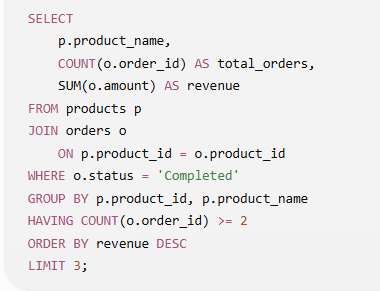 SELECT
    p.product_name,
    COUNT(o.order_id) AS total_orders,
    SUM(o.amount) AS revenue
FROM products p
JOIN orders o
    ON p.product_id = o.product_id
WHERE o.status = 'Completed'
GROUP BY p.product_id, p.product_name
HAVING COUNT(o.order_id) >= 2
ORDER BY revenue DESC
LIMIT 3;